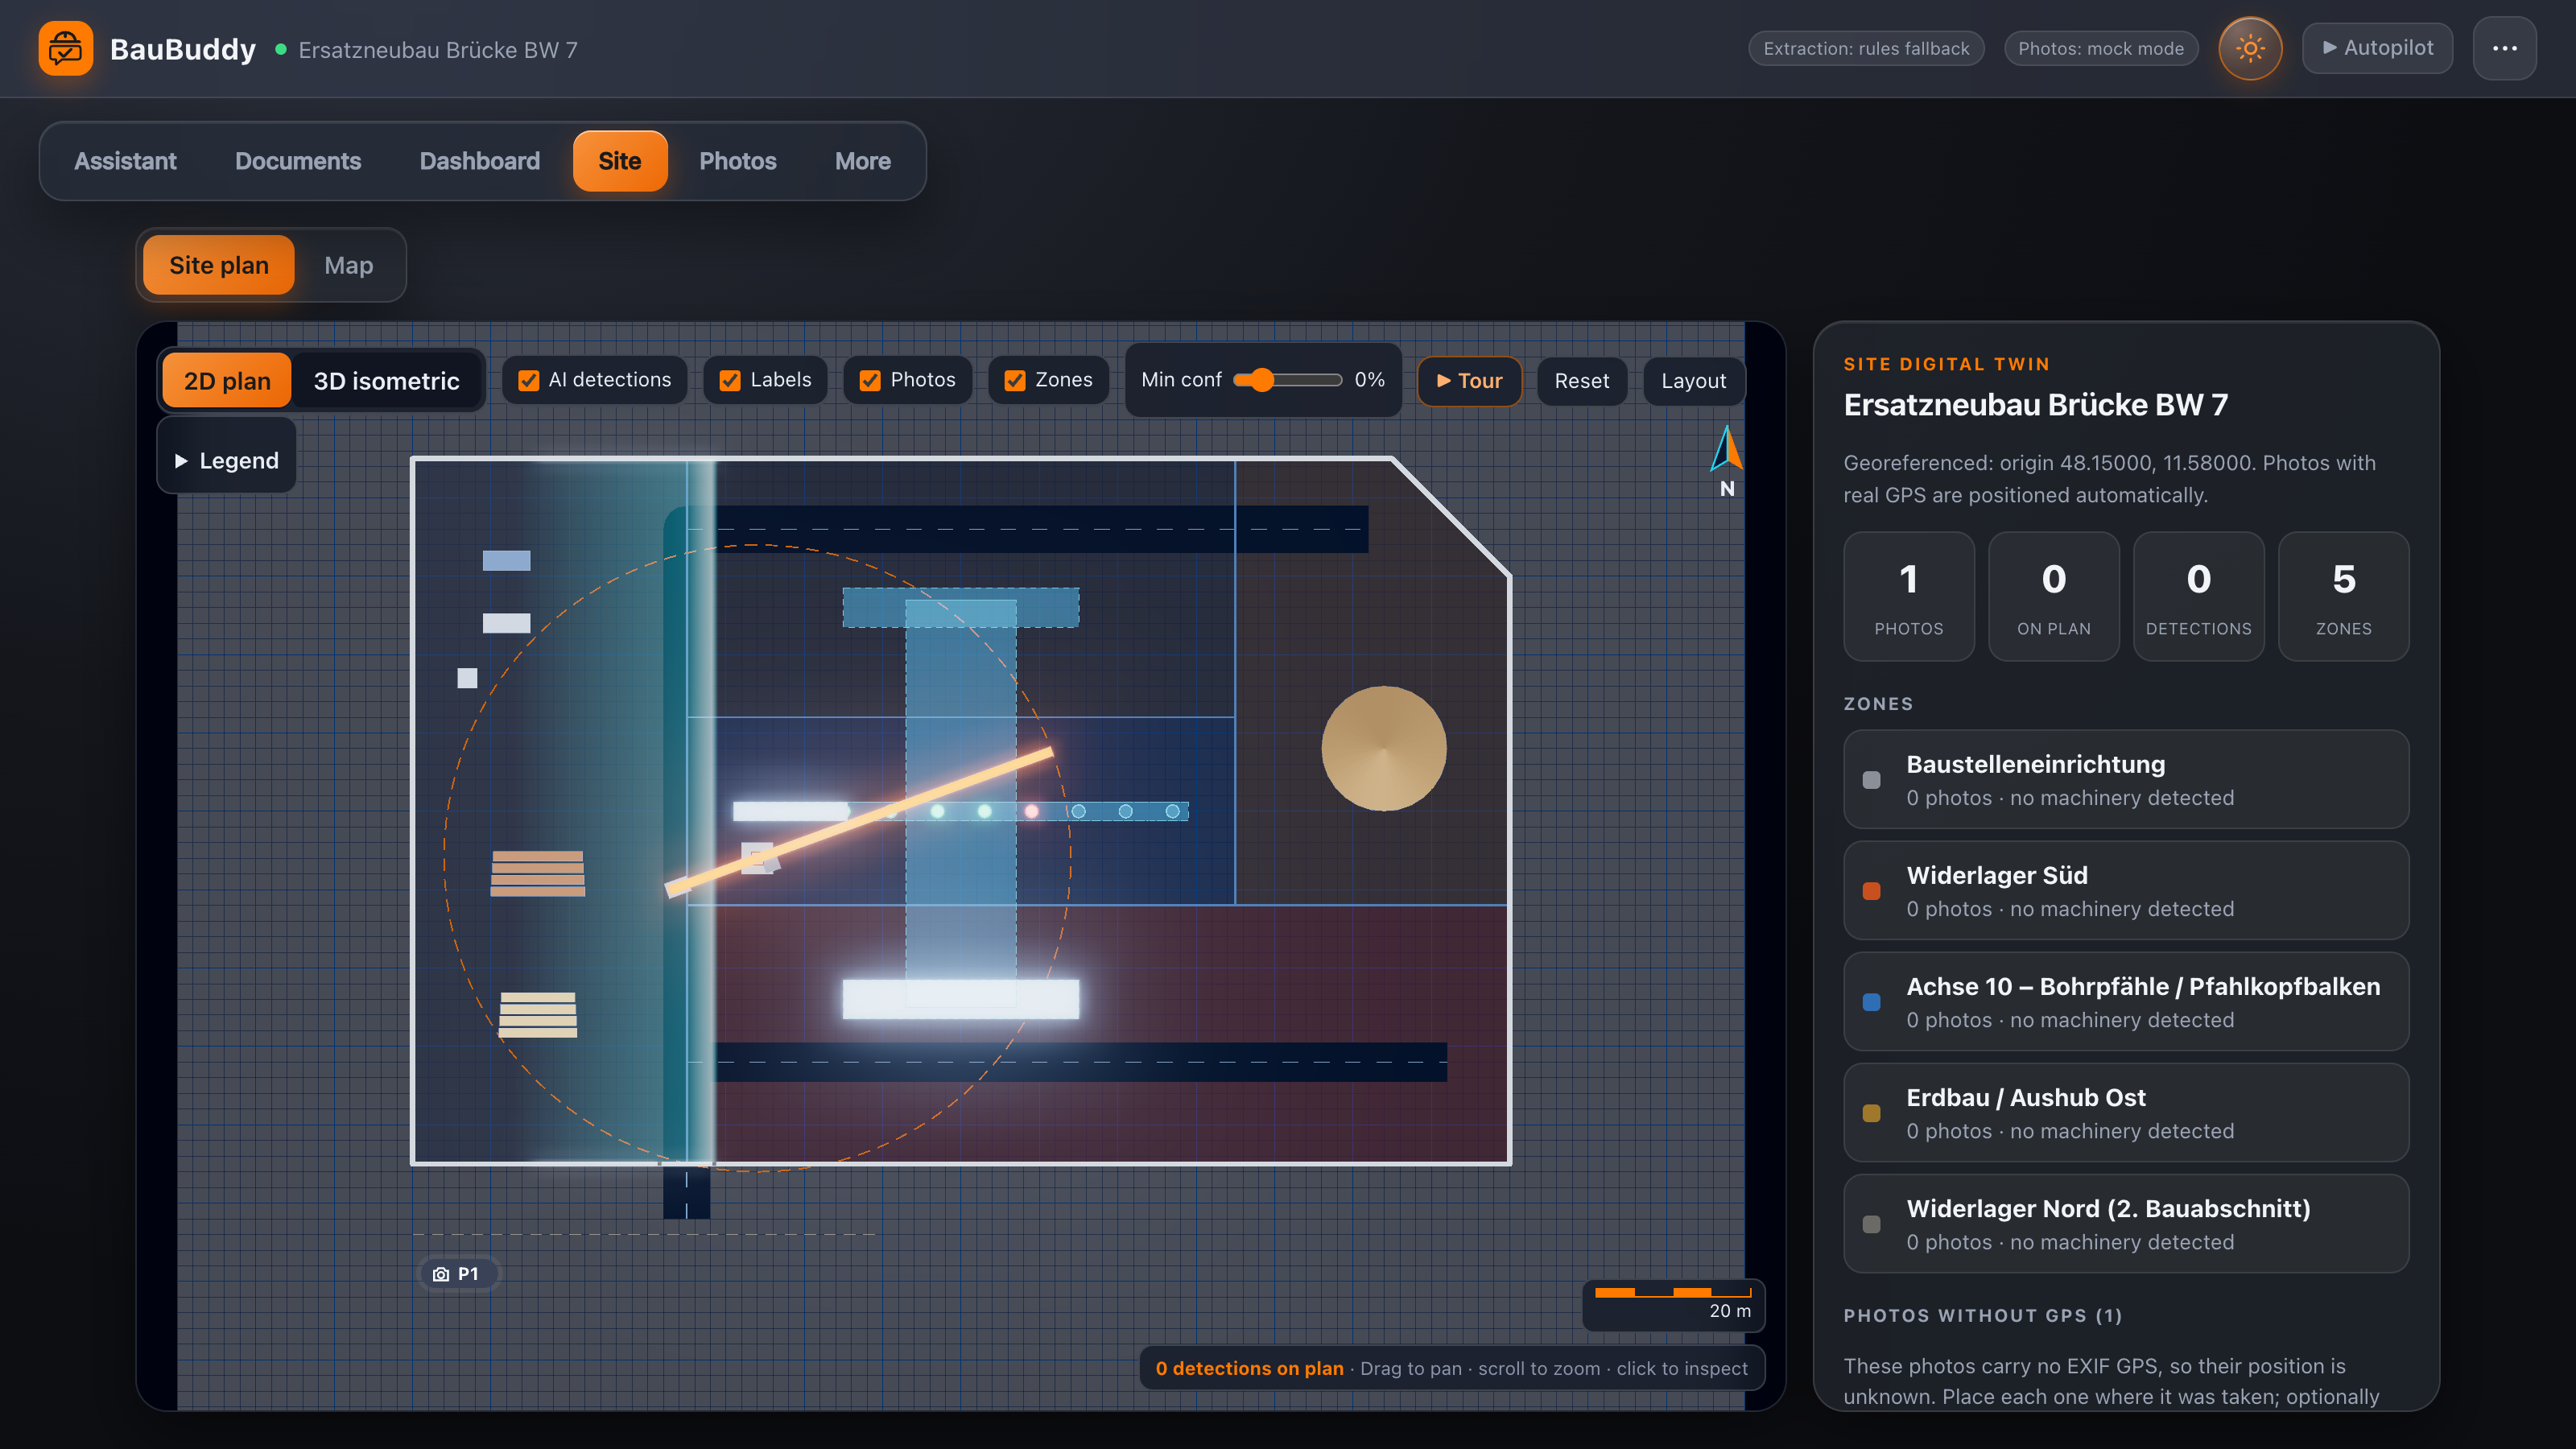 BauBuddy
Ersatzneubau Brücke BW 7
Extraction: rules fallback
Photos: mock mode
Autopilot
Assistant
Documents
Dashboard
Site
Photos
More
Site plan
Map
2D plan
3D isometric
AI detections
Labels
Photos
Zones
Min conf
0%
Tour
Reset
Layout
Legend
N
P1
20 m
0 detections on plan · Drag to pan · scroll to zoom · click to inspect
SITE DIGITAL TWIN
Ersatzneubau Brücke BW 7
Georeferenced: origin 48.15000, 11.58000. Photos with
real GPS are positioned automatically.
1
PHOTOS
0
ON PLAN
0
DETECTIONS
5
ZONES
ZONES
Baustelleneinrichtung
0 photos · no machinery detected
Widerlager Süd
0 photos · no machinery detected
Achse 10 – Bohrpfähle / Pfahlkopfbalken
0 photos · no machinery detected
Erdbau / Aushub Ost
0 photos · no machinery detected
Widerlager Nord (2. Bauabschnitt)
0 photos · no machinery detected
PHOTOS WITHOUT GPS (1)
These photos carry no EXIF GPS, so their position is
unknown. Place each one where it was taken; optionally